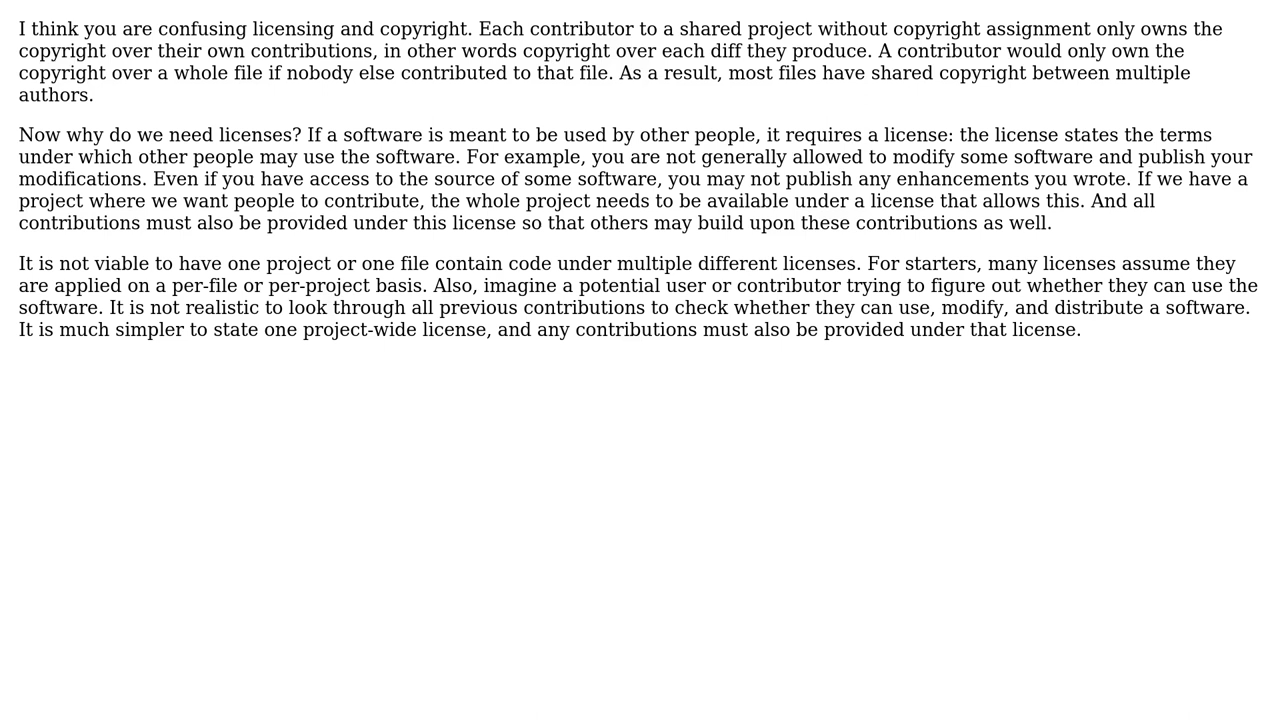 I think you are confusing licensing and copyright. Each contributor to a shared project without copyright assignment only owns the
copyright over their own contributions, in other words copyright over each diff they produce. A contributor would only own the
copyright over a whole file if nobody else contributed to that file. As a result, most files have shared copyright between multiple
authors.
Now why do we need licenses? If a software is meant to be used by other people, it requires a license: the license states the terms
under which other people may use the software. For example, you are not generally allowed to modify some software and publish your
modifications. Even if you have access to the source of some software, you may not publish any enhancements you wrote. If we have a
project where we want people to contribute, the whole project needs to be available under a license that allows this. And all
contributions must also be provided under this license so that others may build upon these contributions as well.
It is not viable to have one project or one file contain code under multiple different licenses. For starters, many licenses assume they
are applied on a per-file or per-project basis. Also, imagine a potential user or contributor trying to figure out whether they can use the
software. It is not realistic to look through all previous contributions to check whether they can use, modify, and distribute a software.
It is much simpler to state one project-wide license, and any contributions must also be provided under that license.